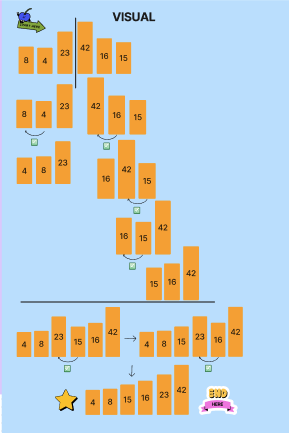 VISUAL
START HERE
8 4 23 42 16 15
8 4 23 42 16 15
4 8 23 16 42 15
16 15 42
15 16 42
4 8 23 15 16 42 4 8 15 23 16 42
4 8 15 16 23 42
END
HERE